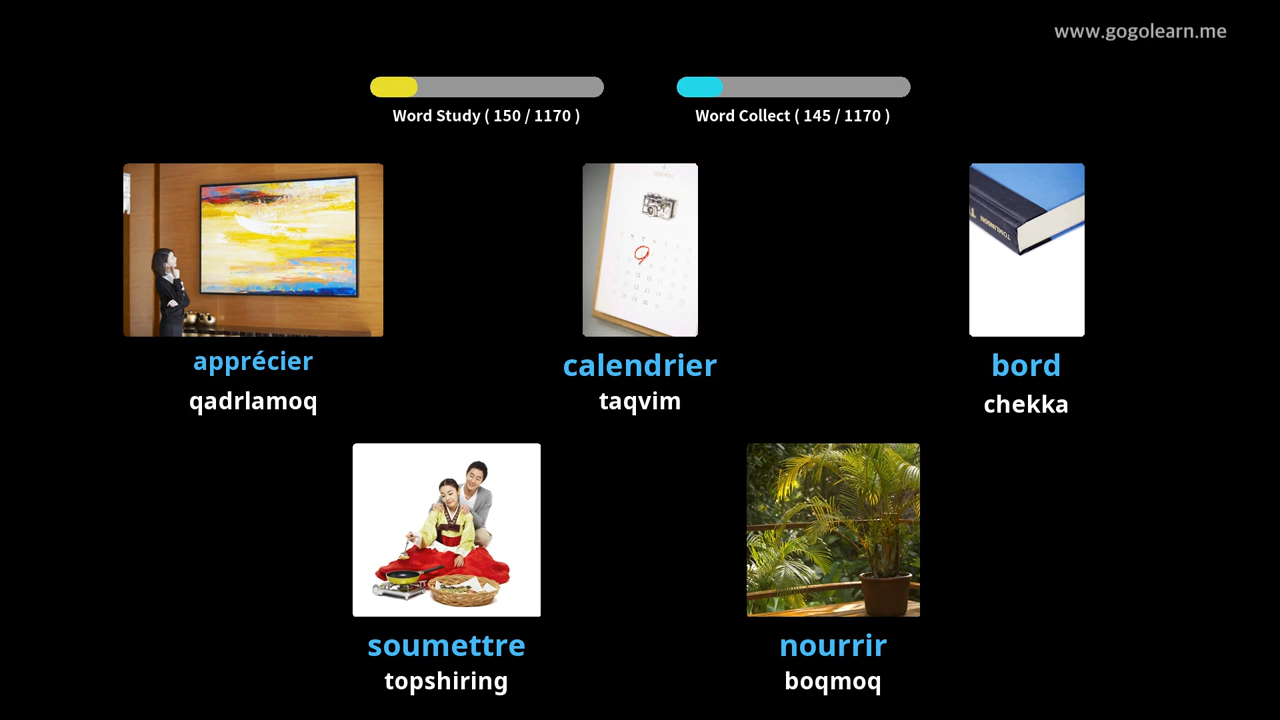 www.gogolearn.me
Word Study ( 150 / 1170 )
Word Collect ( 145 / 1170 )
TOMLINSON
apprécier
calendrier
bord
qadrlamoq
taqvim
chekka
soumettre
nourrir
topshiring
boqmoq